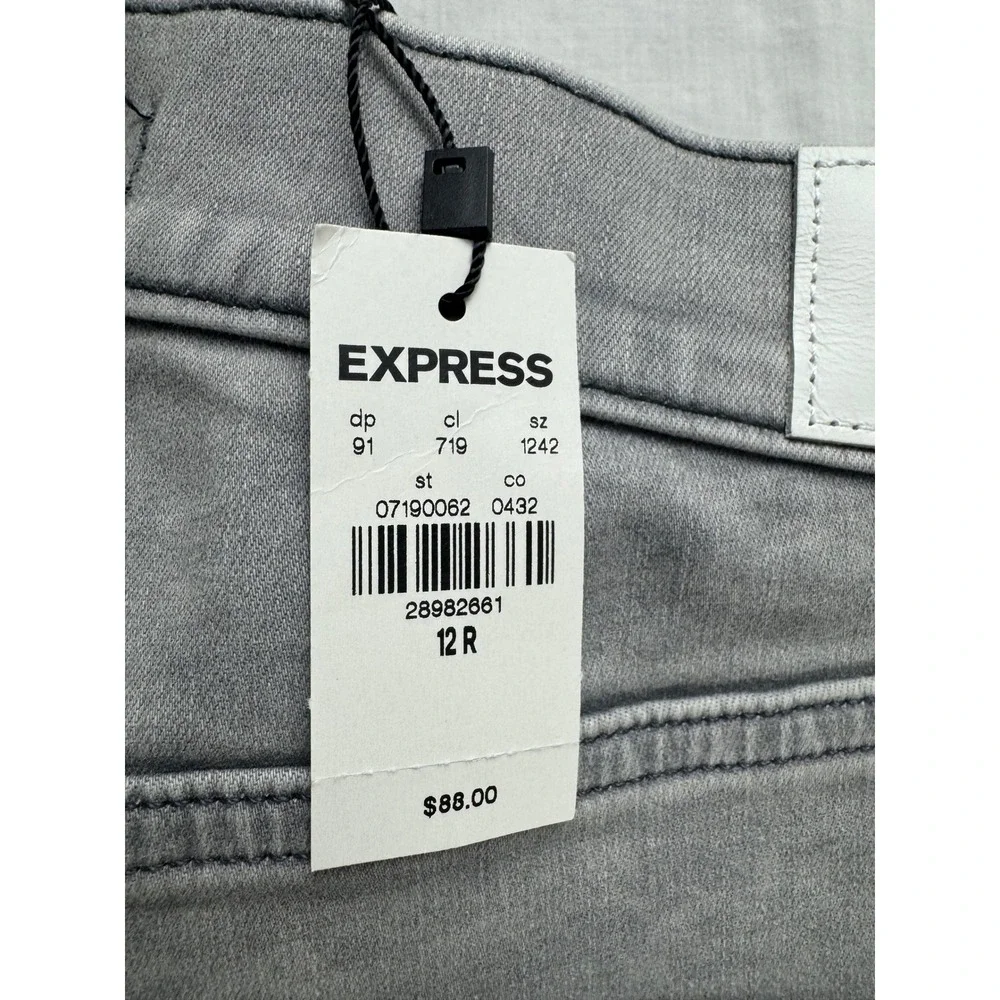 EXPRESS
dp cl sz
91 719 1242
st co
07190062 0432
28982661
12 R
$88.00